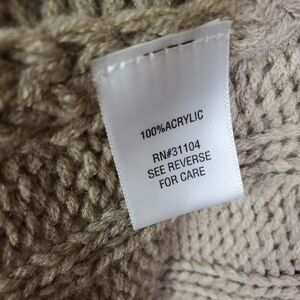 100%ACRYLIC
RN#31104
SEE REVERSE
FOR CARE